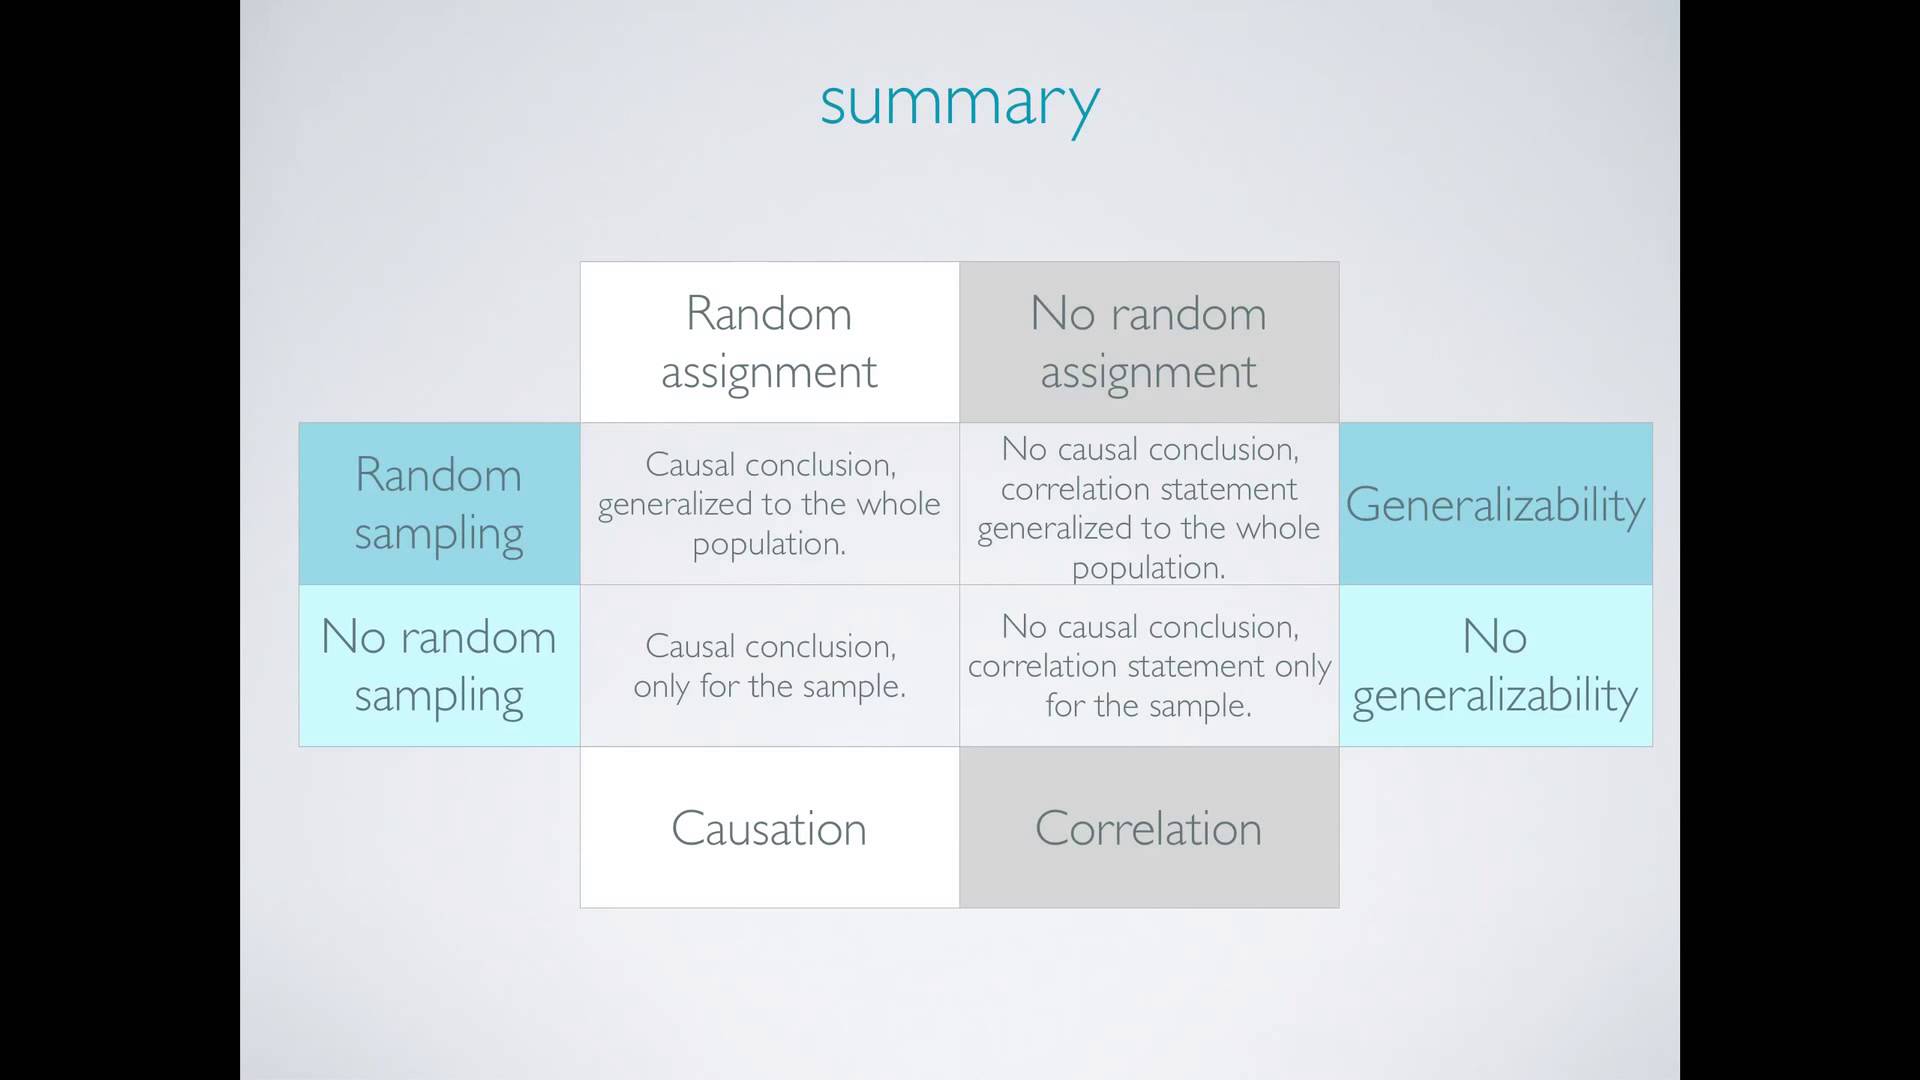 summary
Random
assignment
No random
assignment
Random
sampling
Causal conclusion,
generalized to the whole
population.
No causal conclusion,
correlation statement
generalized to the whole
population.
Generalizability
No random
sampling
Causal conclusion,
only for the sample.
No causal conclusion,
correlation statement only
for the sample.
No
generalizability
Causation
Correlation